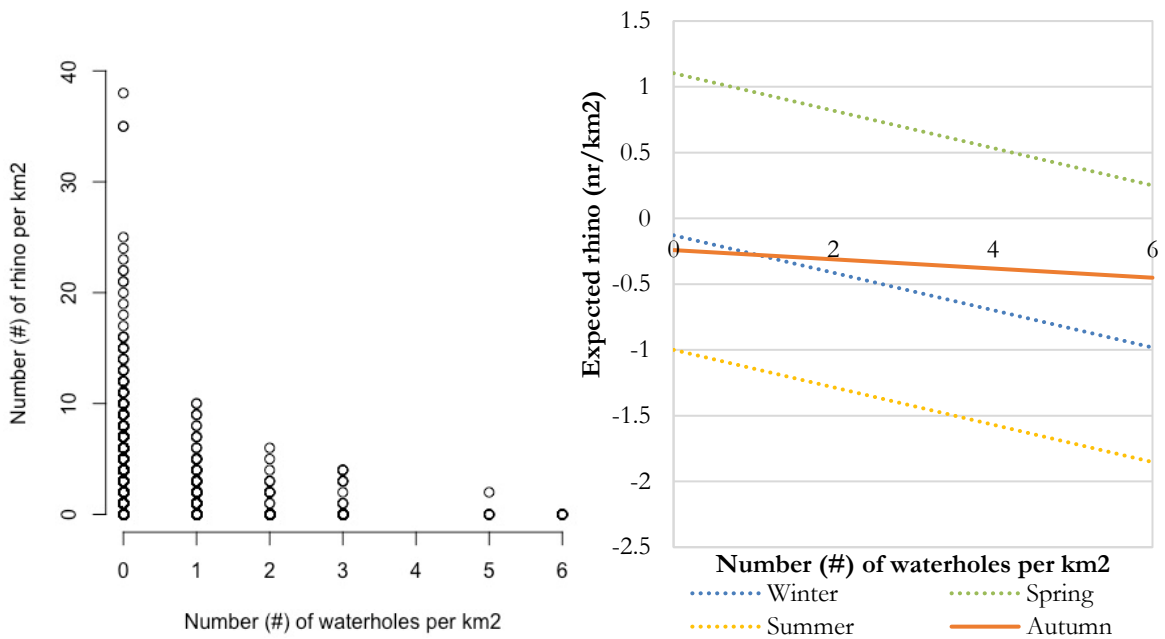 Number (#) of rhino per km2
40
30
20
10
0
0 1 2 3 4 5 6
Number (#) of waterholes per km2
Expected rhino (nr/km2)
1.5
1
0.5
0
-0.5
-1
-1.5
-2
-2.5
0 2 4 6
Number (#) of waterholes per km2
Winter Spring
Summer Autumn